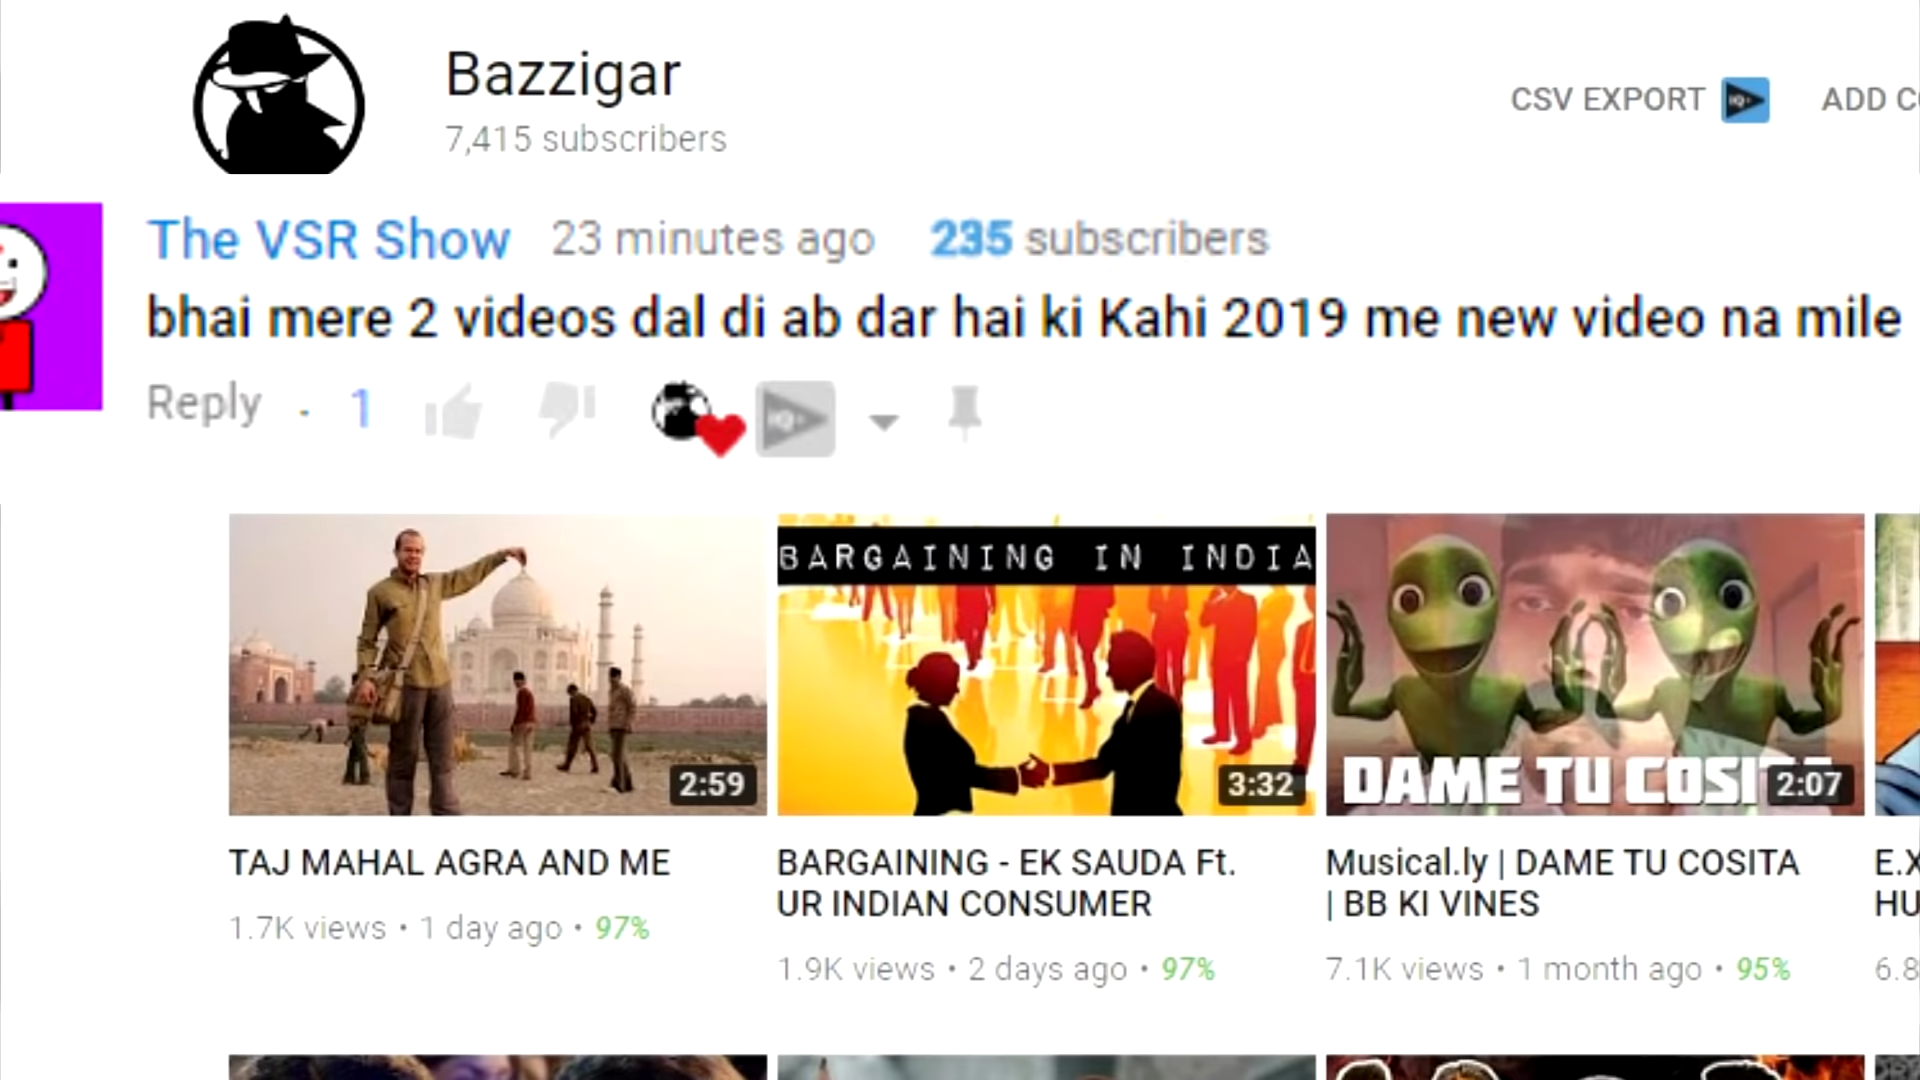 Bazzigar
7,415 subscribers
CSV EXPORT
ADD
The VSR Show 23 minutes ago 235 subscribers
bhai mere 2 videos dal di ab dar hai ki Kahi 2019 me new video na mile
Reply · 1
BARGAINING IN INDIA
DAME TU COSI
2:59
3:32
2:07
TAJ MAHAL AGRA AND ME
1.7K views • 1 day ago • 97%
BARGAINING - EK SAUDA Ft.
UR INDIAN CONSUMER
1.9K views • 2 days ago • 97%
Musical.ly | DAME TU COSITA
| BB KI VINES
7.1K views • 1 month ago • 95%